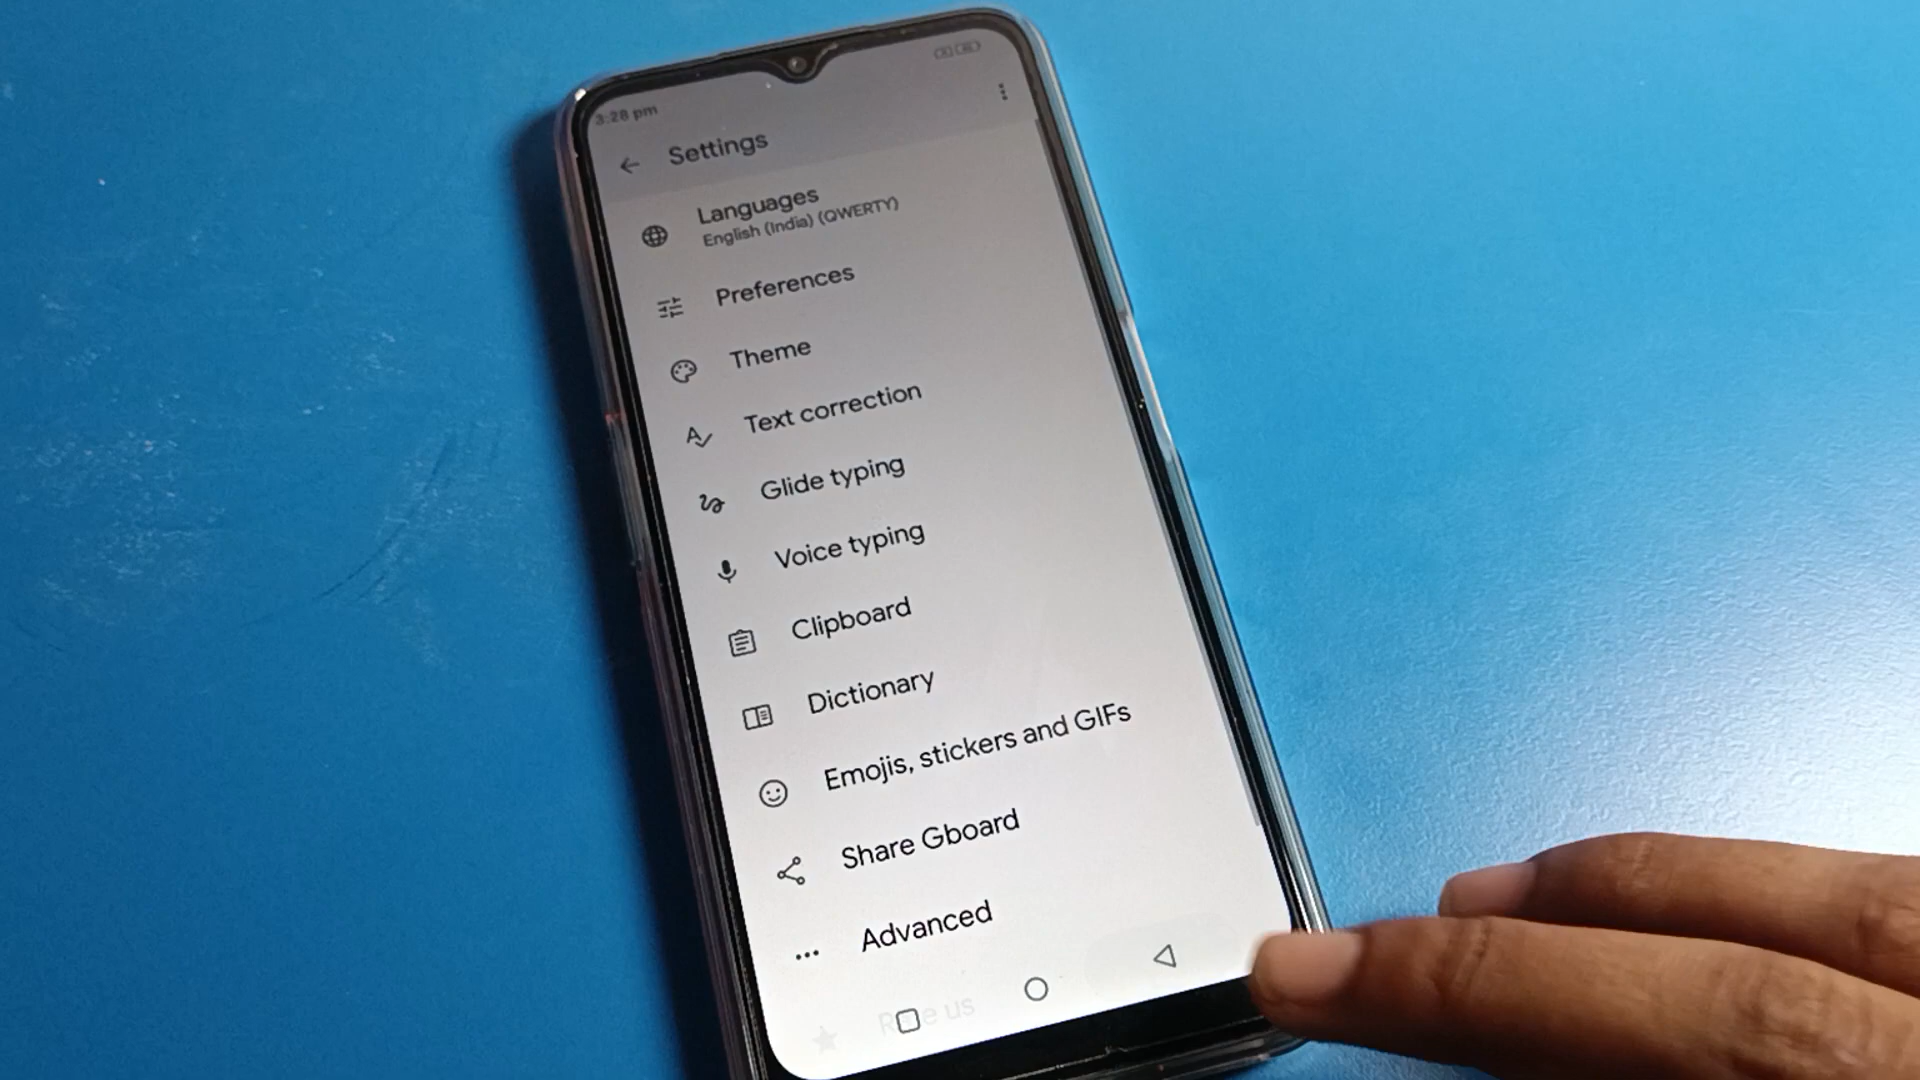 3:28 pm
Settings
Languages
English (India) (QWERTY)
Preferences
Theme
Text correction
Glide typing
Voice typing
Clipboard
Dictionary
Emojis, stickers and GIFs
Share Gboard
Advanced
us